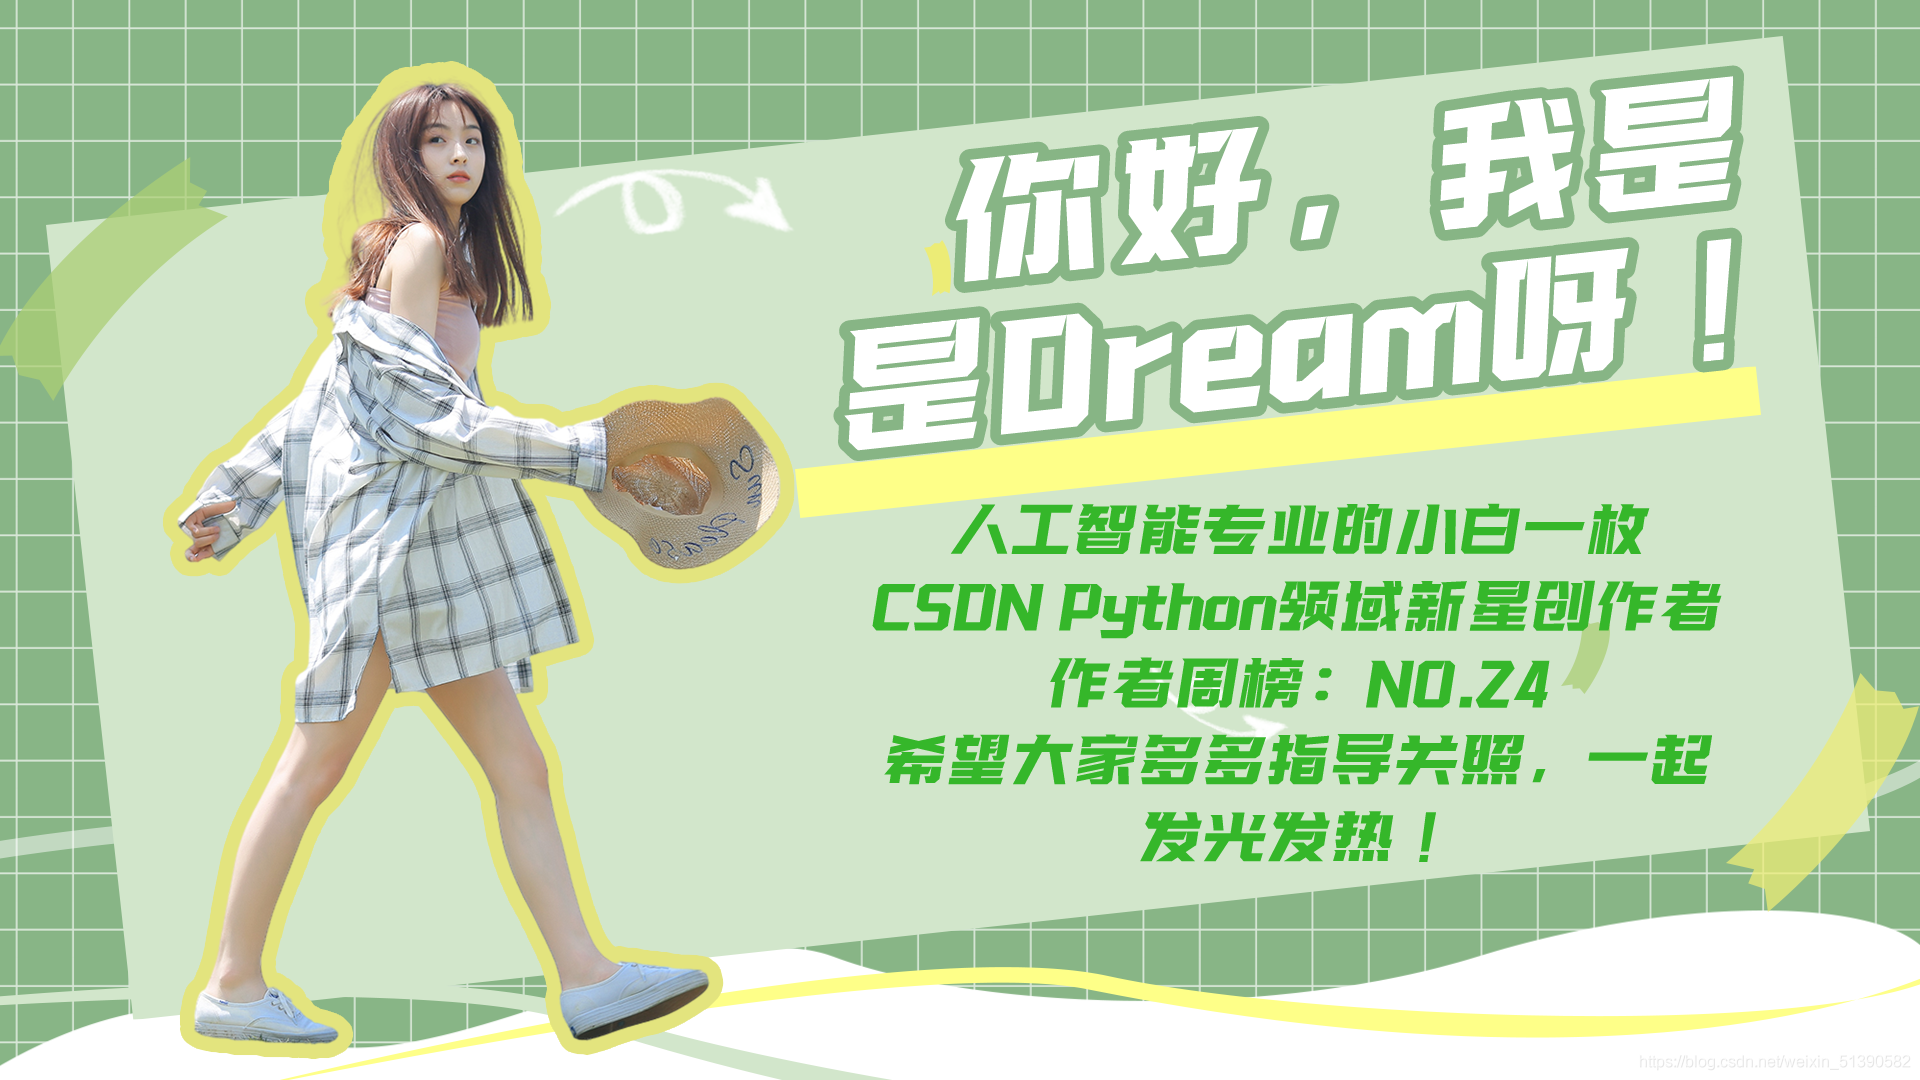 你好，我是
是Dream呀！
人工智能专业的小白一枚
CSDN Python领域新星创作者
作者周榜：NO.24
希望大家多多指导关照，一起
发光发热！
Sun Please
https://blog.csdn.net/weixin_51390582